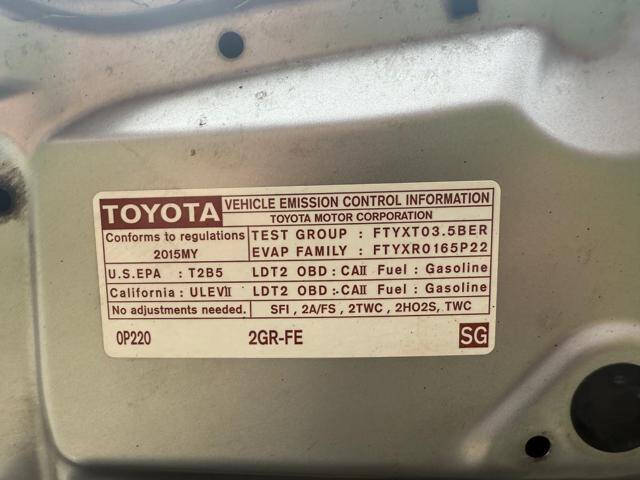 TOYOTA
VEHICLE EMISSION CONTROL INFORMATION
TOYOTA MOTOR CORPORATION
Conforms to regulations
2015MY
TEST GROUP : FTYXT03.5BER
EVAP FAMILY : FTYXR0165P22
U.S.EPA : T2B5 LDT2 OBD : CAII Fuel : Gasoline
California : ULEVII LDT2 OBD : CAII Fuel : Gasoline
No adjustments needed. SFI , 2A/FS , 2TWC , 2HO2S, TWC
0P220 2GR-FE SG